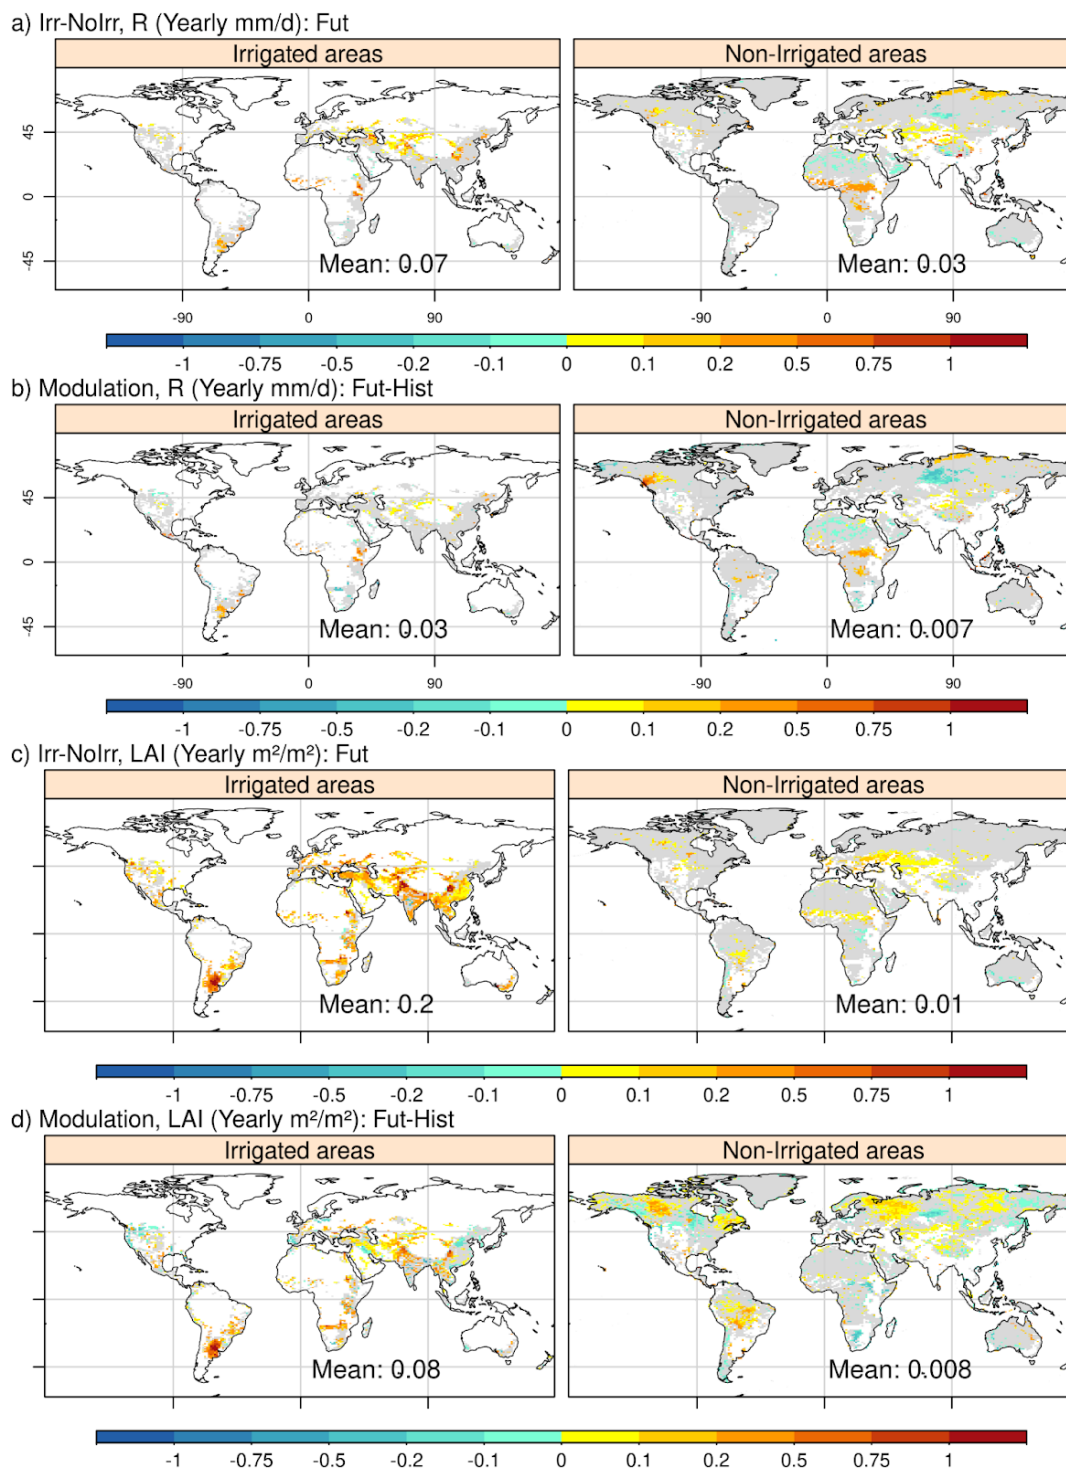 a) Irr-NoIrr, R (Yearly mm/d): Fut
Irrigated areas Non-Irrigated areas
45
0
-45
Mean: 0.07 Mean: 0.03
-90 0 90 -90 0 90
-1 -0.75 -0.5 -0.2 -0.1 0 0.1 0.2 0.5 0.75 1
b) Modulation, R (Yearly mm/d): Fut-Hist
Irrigated areas Non-Irrigated areas
45
0
-45
Mean: 0.03 Mean: 0.007
-90 0 90 -90 0 90
-1 -0.75 -0.5 -0.2 -0.1 0 0.1 0.2 0.5 0.75 1
c) Irr-NoIrr, LAI (Yearly m²/m²): Fut
Irrigated areas Non-Irrigated areas
Mean: 0.2 Mean: 0.01
-1 -0.75 -0.5 -0.2 -0.1 0 0.1 0.2 0.5 0.75 1
d) Modulation, LAI (Yearly m²/m²): Fut-Hist
Irrigated areas Non-Irrigated areas
Mean: 0.08 Mean: 0.008
-1 -0.75 -0.5 -0.2 -0.1 0 0.1 0.2 0.5 0.75 1